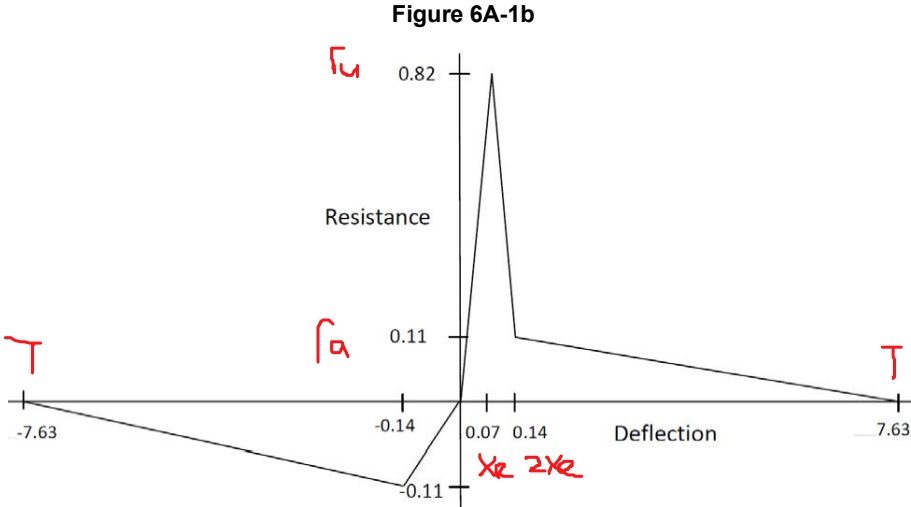 Figure 6A-1b
ru 0.82
Resistance
ra 0.11
T
T
-7.63
-0.14
0.07 0.14 Deflection 7.63
xe 2xe
-0.11